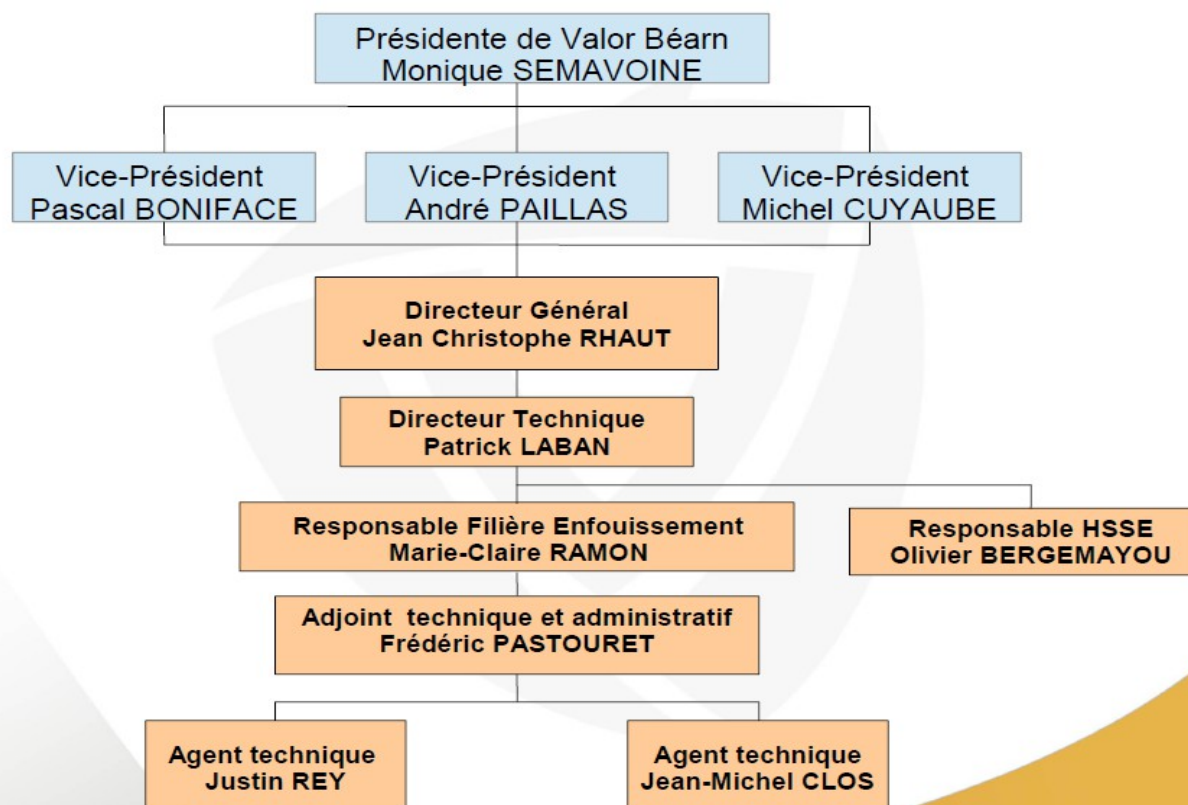 Présidente de Valor Béarn
Monique SEMAVOINE
Vice-Président
Pascal BONIFACE
Vice-Président
André PAILLAS
Vice-Président
Michel CUYAUBE
Directeur Général
Jean Christophe RHAUT
Directeur Technique
Patrick LABAN
Responsable Filière Enfouissement
Marie-Claire RAMON
Responsable HSSE
Olivier BERGEMAYOU
Adjoint technique et administratif
Frédéric PASTOURET
Agent technique
Justin REY
Agent technique
Jean-Michel CLOS